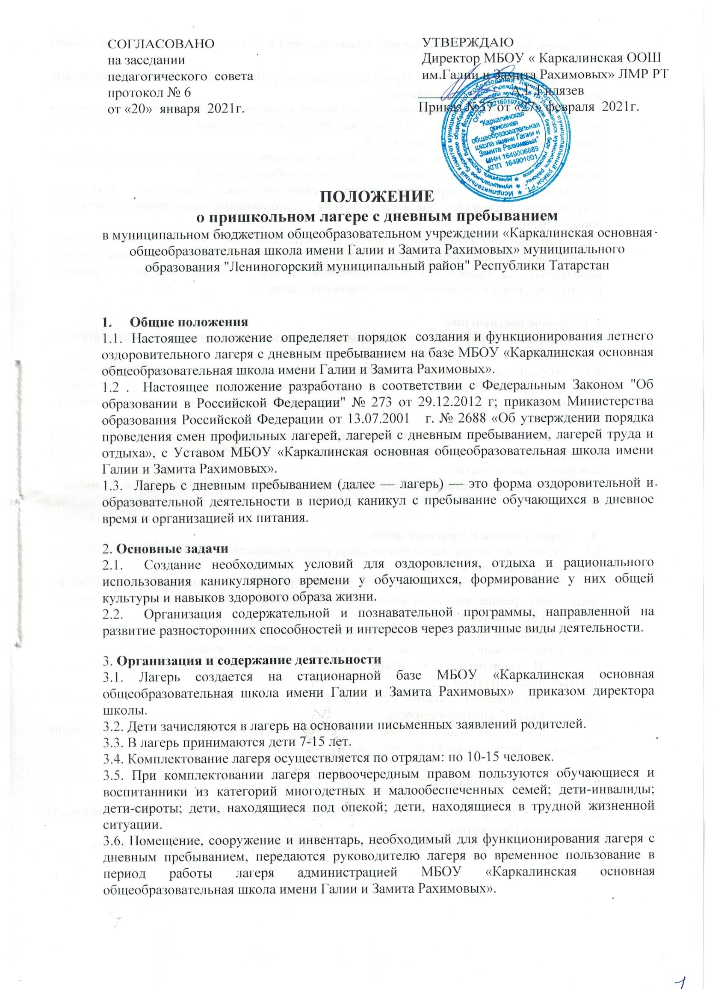 СОГЛАСОВАНО
на заседании
педагогического совета
протокол № 6
от «20» января 2021г.
УТВЕРЖДАЮ
Директор МБОУ « Каркалинская ООШ
им.Галии и Замита Рахимовых» ЛМР РТ
А.Г. Гилязев
Приказ №37 от «27» февраля 2021г.
"Каркалинская
основная
общеобразовательная
школа имени Галии и
Замита Рахимовых"
ИНН 1649006889
КПП 164901001
ПОЛОЖЕНИЕ
о пришкольном лагере с дневным пребыванием
в муниципальном бюджетном общеобразовательном учреждении «Каркалинская основная
общеобразовательная школа имени Галии и Замита Рахимовых» муниципального
образования "Лениногорский муниципальный район" Республики Татарстан
1. Общие положения
1.1. Настоящее положение определяет порядок создания и функционирования летнего
оздоровительного лагеря с дневным пребыванием на базе МБОУ «Каркалинская основная
общеобразовательная школа имени Галии и Замита Рахимовых».
1.2 . Настоящее положение разработано в соответствии с Федеральным Законом "Об
образовании в Российской Федерации" № 273 от 29.12.2012 г; приказом Министерства
образования Российской Федерации от 13.07.2001 г. № 2688 «Об утверждении порядка
проведения смен профильных лагерей, лагерей с дневным пребыванием, лагерей труда и
отдыха», с Уставом МБОУ «Каркалинская основная общеобразовательная школа имени
Галии и Замита Рахимовых».
1.3. Лагерь с дневным пребыванием (далее — лагерь) — это форма оздоровительной и
образовательной деятельности в период каникул с пребывание обучающихся в дневное
время и организацией их питания.
2. Основные задачи
2.1. Создание необходимых условий для оздоровления, отдыха и рационального
использования каникулярного времени у обучающихся, формирование у них общей
культуры и навыков здорового образа жизни.
2.2. Организация содержательной и познавательной программы, направленной на
развитие разносторонних способностей и интересов через различные виды деятельности.
3. Организация и содержание деятельности
3.1. Лагерь создается на стационарной базе МБОУ «Каркалинская основная
общеобразовательная школа имени Галии и Замита Рахимовых» приказом директора
школы.
3.2. Дети зачисляются в лагерь на основании письменных заявлений родителей.
3.3. В лагерь принимаются дети 7-15 лет.
3.4. Комплектование лагеря осуществляется по отрядам: по 10-15 человек.
3.5. При комплектовании лагеря первоочередным правом пользуются обучающиеся и
воспитанники из категорий многодетных и малообеспеченных семей; дети-инвалиды;
дети-сироты; дети, находящиеся под опекой; дети, находящиеся в трудной жизненной
ситуации.
3.6. Помещение, сооружение и инвентарь, необходимый для функционирования лагеря с
дневным пребыванием, передаются руководителю лагеря во временное пользование в
период работы лагеря администрацией МБОУ «Каркалинская основная
общеобразовательная школа имени Галии и Замита Рахимовых».
1